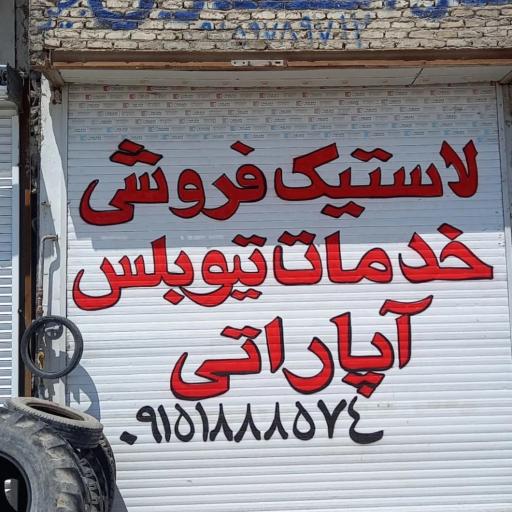 لاستیک فروشی
خدمات تیوبلس
آپاراتی
۰۹۱۵۱۸۸۸۵۷۴